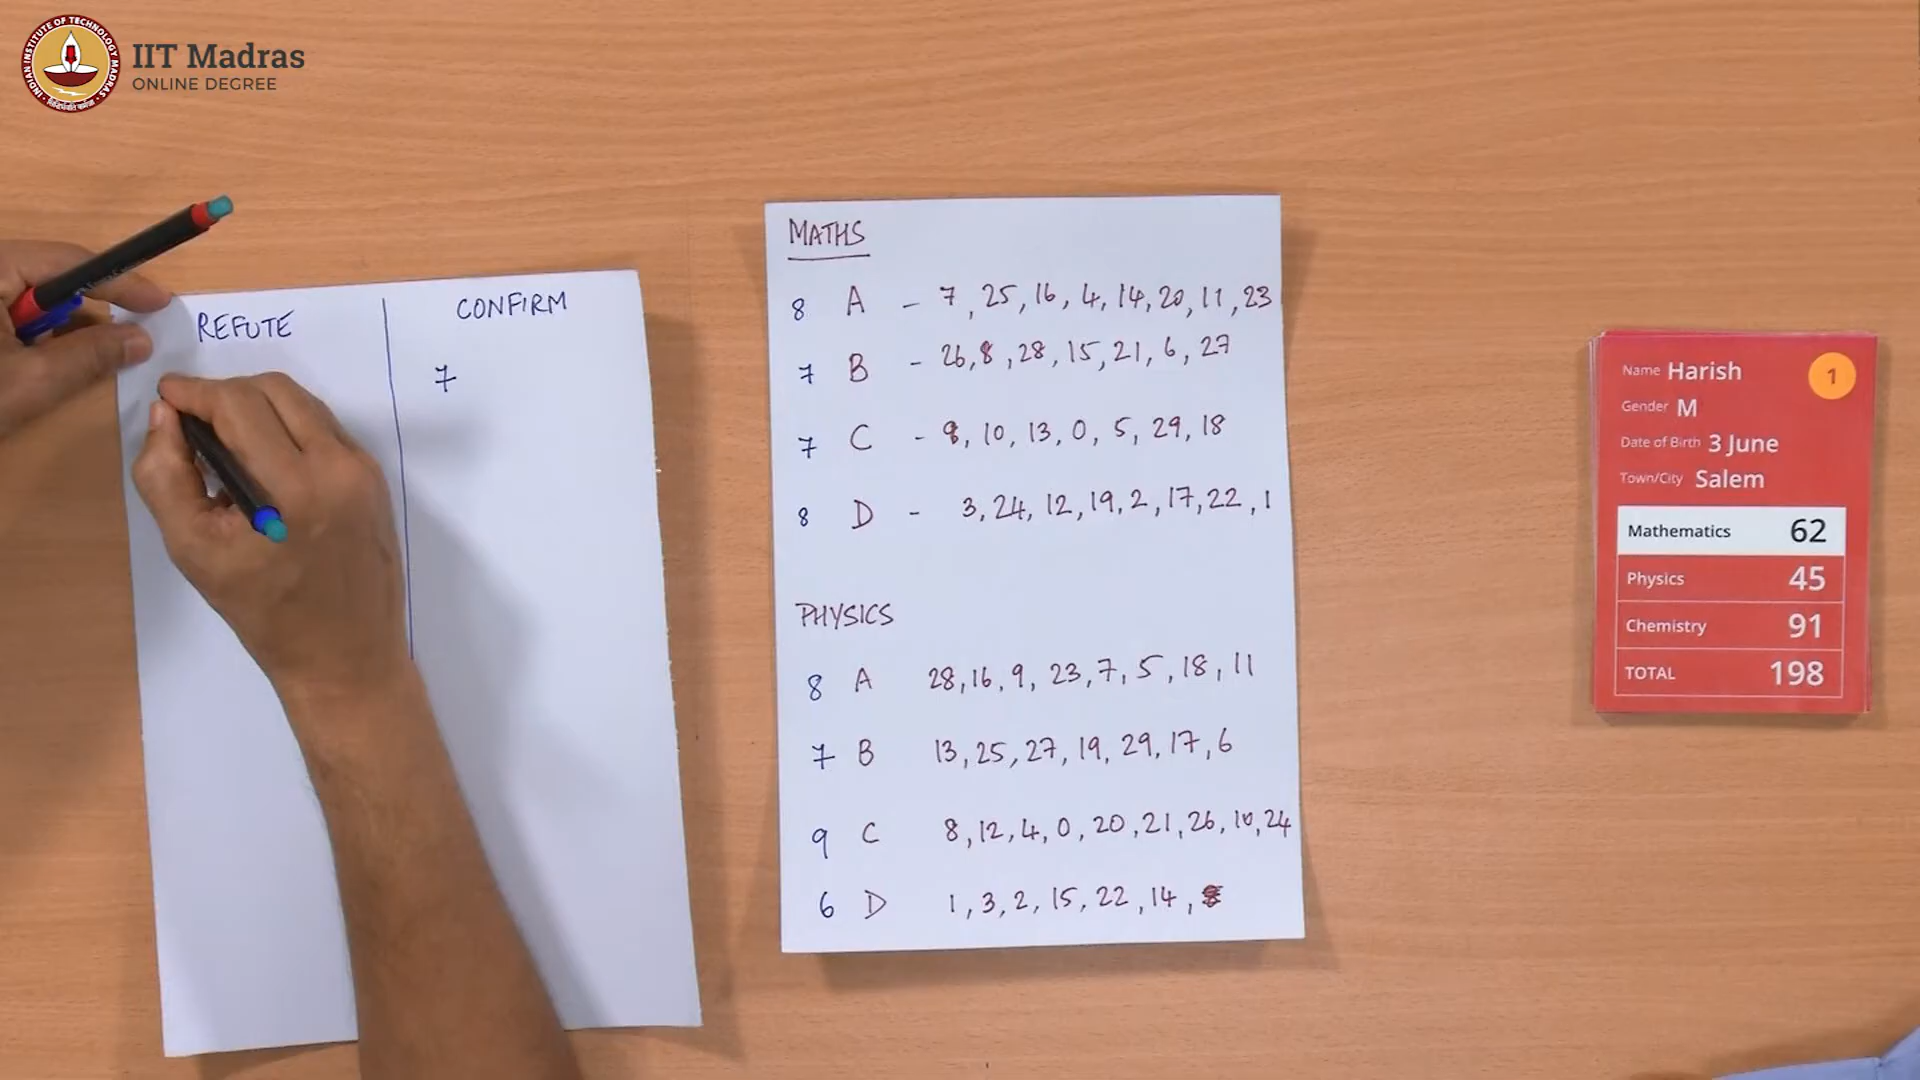 IIT Madras
ONLINE DEGREE
INDIAN INSTITUTE OF TECHNOLOGY MADRAS
REFUTE
CONFIRM
7
MATHS
8 A - 7, 25, 16, 4, 14, 20, 11, 23
7 B - 26, 8, 28, 15, 21, 6, 27
7 C - 9, 10, 13, 0, 5, 29, 18
8 D - 3, 24, 12, 19, 2, 17, 22, 1
PHYSICS
8 A 28, 16, 9, 23, 7, 5, 18, 11
7 B 13, 25, 27, 19, 29, 17, 6
9 C 8, 12, 4, 0, 20, 21, 26, 10, 24
6 D 1, 3, 2, 15, 22, 14,
Name Harish
1
Gender M
Date of Birth 3 June
Town/City Salem
Mathematics 62
Physics 45
Chemistry 91
TOTAL 198